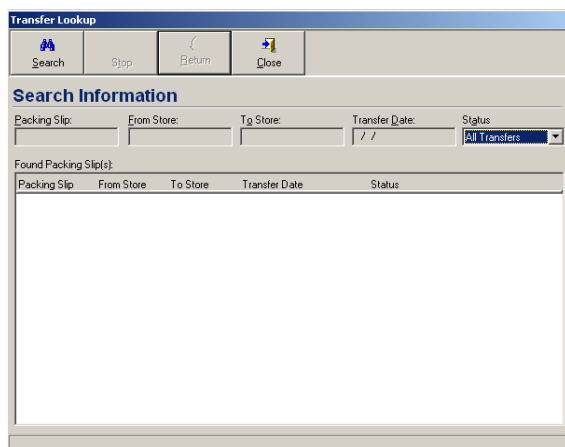 Transfer Lookup
Search Stop Return Close
Search Information
Packing Slip: From Store: To Store: Transfer Date: Status
/ / All Transfers
Found Packing Slip(s):
Packing Slip From Store To Store Transfer Date Status